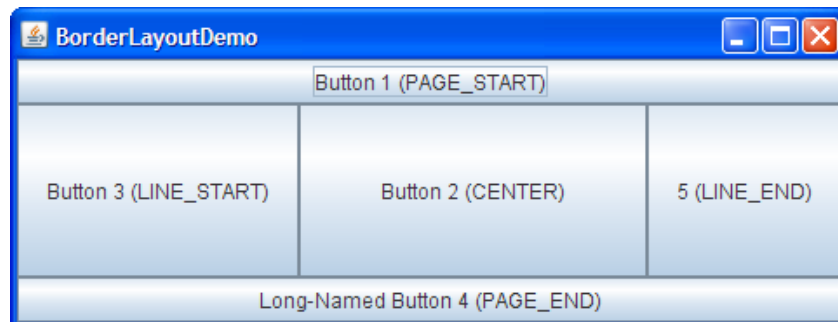 BorderLayoutDemo
Button 1 (PAGE_START)
Button 3 (LINE_START) Button 2 (CENTER) 5 (LINE_END)
Long-Named Button 4 (PAGE_END)